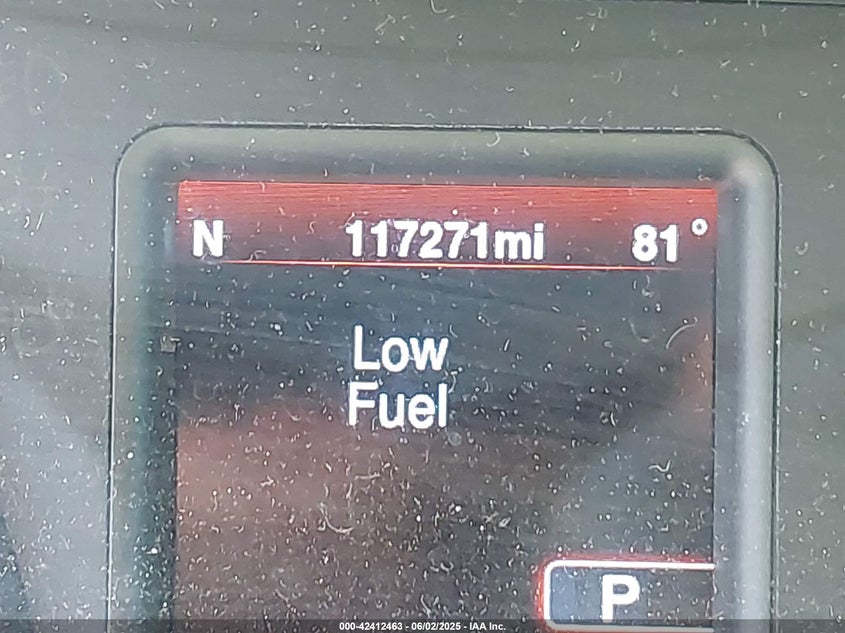 N 117271mi 81°
Low
Fuel
P
000-42412463 - 06/02/2025 - IAA Inc.